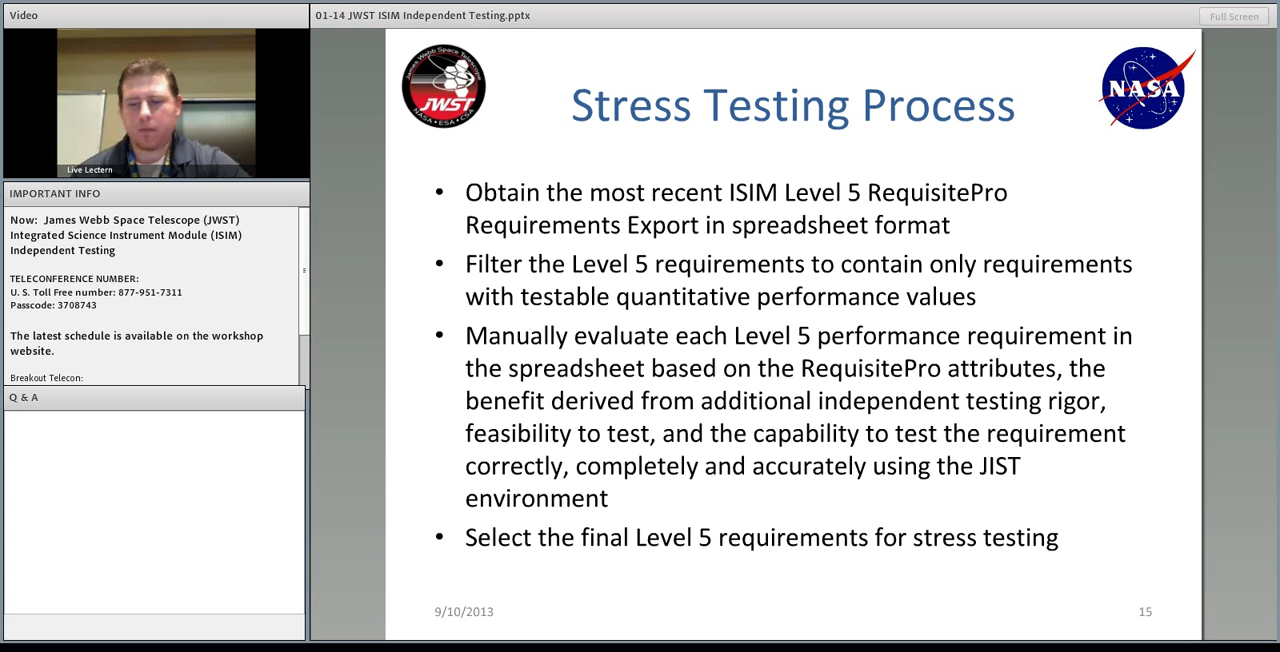 Video
01-14 JWST ISIM Independent Testing.pptx
Full Screen
Live Lectern
IMPORTANT INFO
Now: James Webb Space Telescope (JWST)
Integrated Science Instrument Module (ISIM)
Independent Testing
TELECONFERENCE NUMBER:
U. S. Toll Free number: 877-951-7311
Passcode: 3708743
The latest schedule is available on the workshop
website.
Breakout Telecon:
Q & A
James Webb Space Telescope
JWST
NASA • ESA • CSA
NASA
Stress Testing Process
• Obtain the most recent ISIM Level 5 RequisitePro
Requirements Export in spreadsheet format
• Filter the Level 5 requirements to contain only requirements
with testable quantitative performance values
• Manually evaluate each Level 5 performance requirement in
the spreadsheet based on the RequisitePro attributes, the
benefit derived from additional independent testing rigor,
feasibility to test, and the capability to test the requirement
correctly, completely and accurately using the JIST
environment
• Select the final Level 5 requirements for stress testing
9/10/2013
15